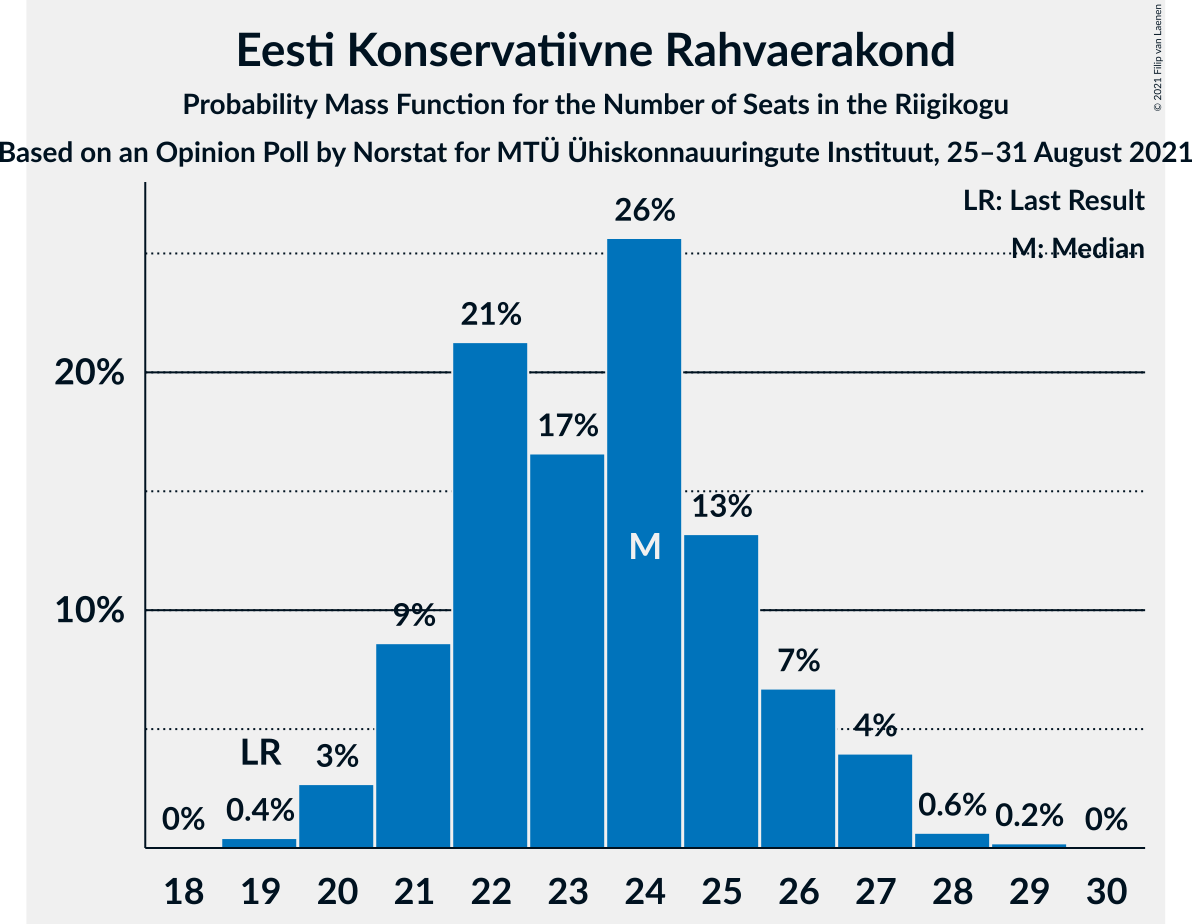 Eesti Konservatiivne Rahvaerakond
Probability Mass Function for the Number of Seats in the Riigikogu
Based on an Opinion Poll by Norstat for MTÜ Ühiskonnauuringute Instituut, 25–31 August 2021
© 2021 Filip van Laenen
LR: Last Result
M: Median
26%
21%
20%
17%
13%
M
10%
9%
7%
4%
LR
3%
0%
0.4%
0.6%
0.2%
0%
18 19 20 21 22 23 24 25 26 27 28 29 30